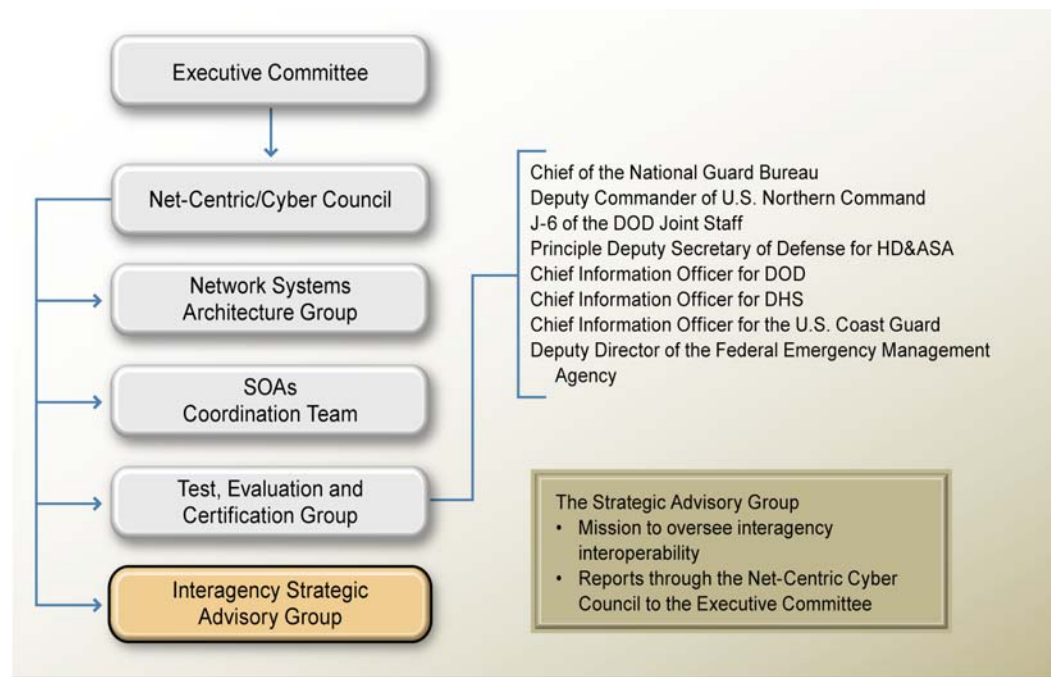 Executive Committee
Net-Centric/Cyber Council
Network Systems
Architecture Group
SOAs
Coordination Team
Test, Evaluation and
Certification Group
Interagency Strategic
Advisory Group
Chief of the National Guard Bureau
Deputy Commander of U.S. Northern Command
J-6 of the DOD Joint Staff
Principle Deputy Secretary of Defense for HD&ASA
Chief Information Officer for DOD
Chief Information Officer for DHS
Chief Information Officer for the U.S. Coast Guard
Deputy Director of the Federal Emergency Management
Agency
The Strategic Advisory Group
• Mission to oversee interagency
interoperability
• Reports through the Net-Centric Cyber
Council to the Executive Committee